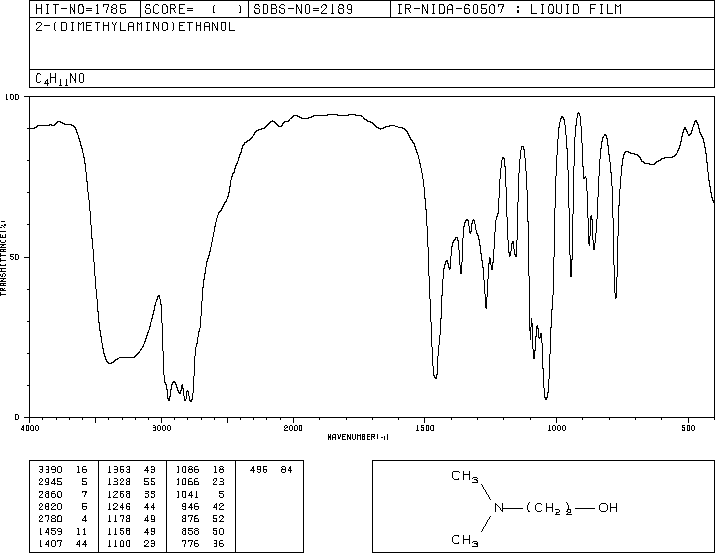 HIT-NO=1785 SCORE= ( ) SDBS-NO=2189 IR-NIDA-60507 : LIQUID FILM
2-(DIMETHYLAMINO)ETHANOL
C4H11NO
100
50
0
TRANSMITTANCE(%)
4000 3000 2000 1500 1000 500
WAVENUMBER(-1)
3390 16 1363 43 1086 18 496 84
2945 5 1328 55 1066 23
2860 7 1268 33 1041 5
2820 6 1246 44 946 42
2780 4 1178 49 876 52
1459 11 1158 49 858 50
1407 44 1100 29 776 36
CH3
N—(CH2)2—OH
CH3